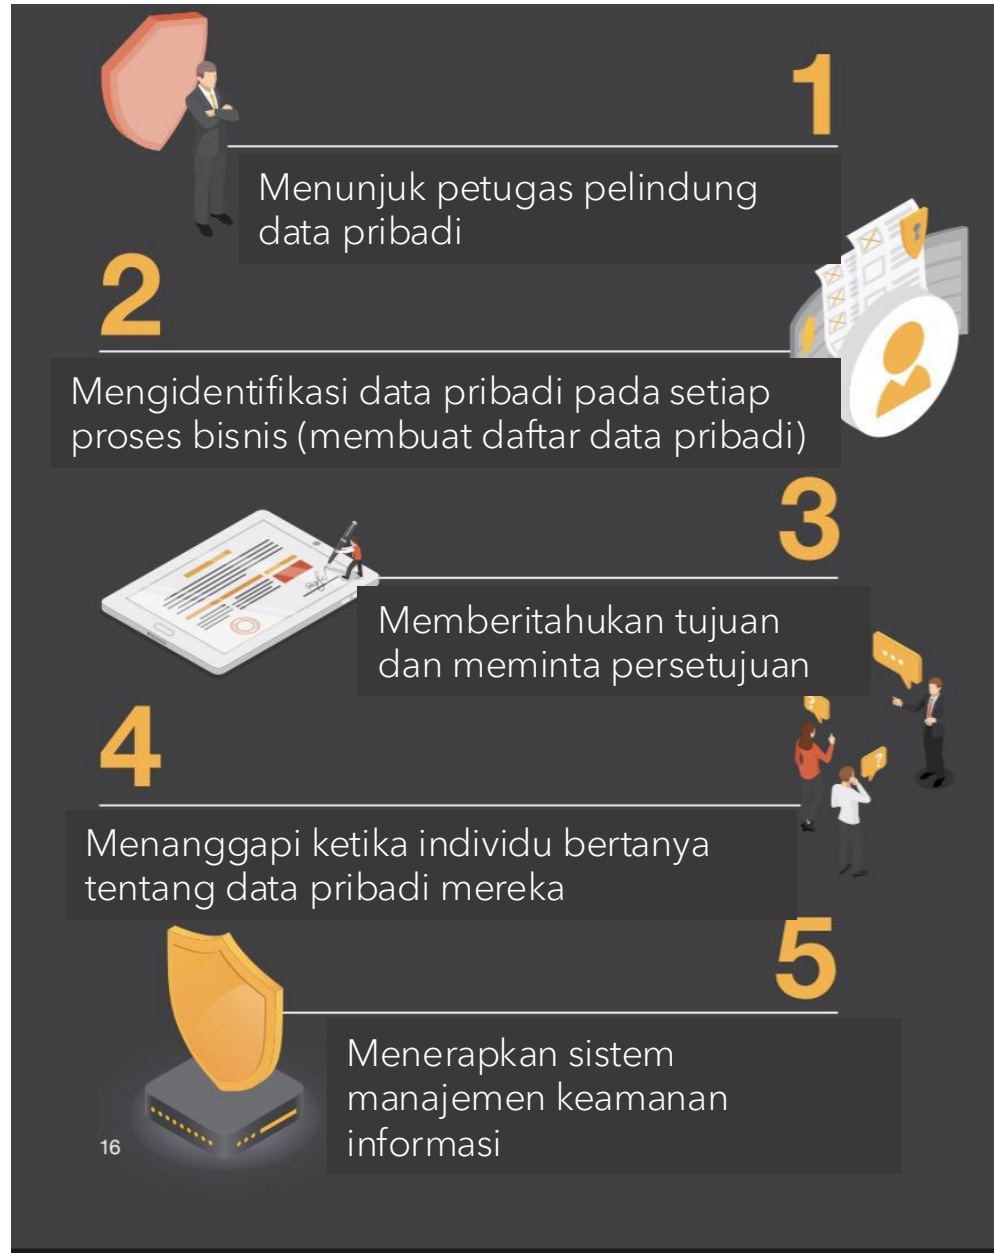 1
Menunjuk petugas pelindung
data pribadi
2
Mengidentifikasi data pribadi pada setiap
proses bisnis (membuat daftar data pribadi)
3
Memberitahukan tujuan
dan meminta persetujuan
?
?
4
Menanggapi ketika individu bertanya
tentang data pribadi mereka
5
Menerapkan sistem
manajemen keamanan
informasi
16